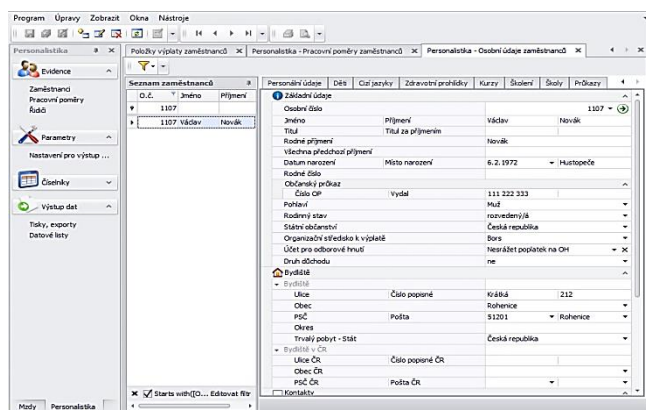 Program Úpravy Zobrazit Okna Nástroje
Personalistika
Položky výplaty zaměstnanců
Personalistika - Pracovní poměry zaměstnanců
Personalistika - Osobní údaje zaměstnanců
Evidence
Zaměstnanci
Pracovní poměry
Řidiči
Parametry
Nastavení pro výstup ...
Číselníky
Výstup dat
Tisky, exporty
Datové listy
Mzdy Personalistika
Seznam zaměstnanců
O.č. Jméno Příjmení
1107
1107 Václav Novák
Starts with([O... Editovat filtr
Personální údaje Děti Cizí jazyky Zdravotní prohlídky Kurzy Školení Školy Průkazy
Základní údaje
Osobní číslo 1107
Jméno Příjmení Václav Novák
Titul Titul za příjmením
Rodné příjmení Novák
Všechna předchozí příjmení
Datum narození Místo narození 6.2.1972 Hustopeče
Rodné číslo
Občanský průkaz
Číslo OP Vydal 111 222 333
Pohlaví Muž
Rodinný stav rozvedený/á
Státní občanství Česká republika
Organizační středisko k výplatě Bors
Účet pro odborové hnutí Nesrážet poplatek na OH
Druh důchodu ne
Bydliště
Bydliště
Ulice Číslo popisné Krátká 212
Obec Rohenice
PSČ Pošta 51201 Rohenice
Okres
Trvalý pobyt - Stát Česká republika
Bydliště v ČR
Ulice ČR Číslo popisné ČR
Obec ČR
PSČ ČR Pošta ČR
Kontakty